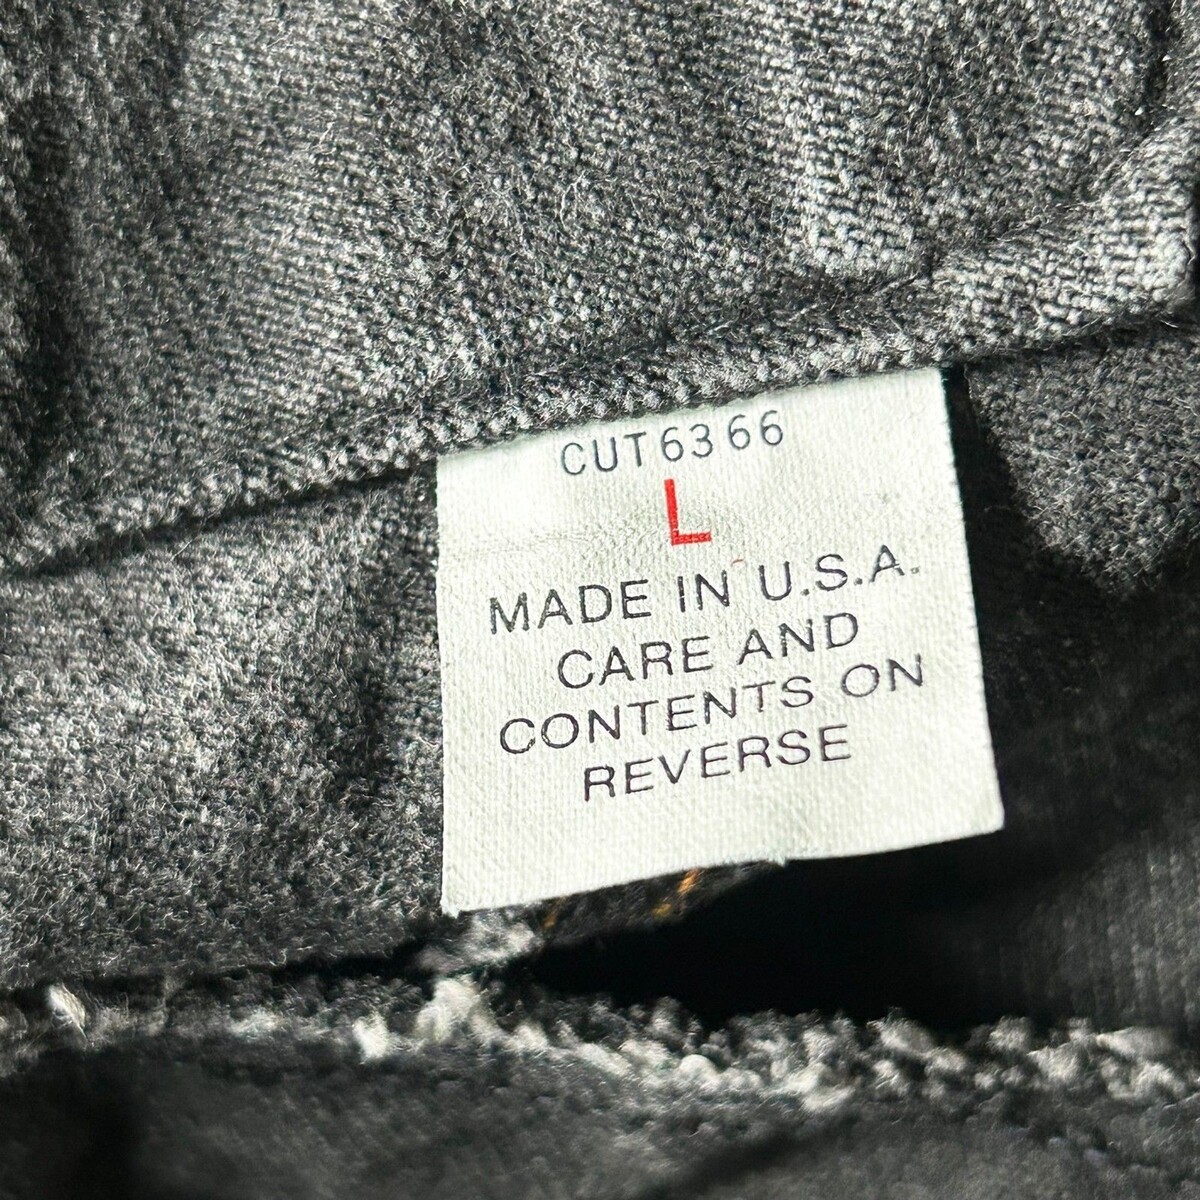 CUT 6366
L
MADE IN U.S.A.
CARE AND
CONTENTS ON
REVERSE